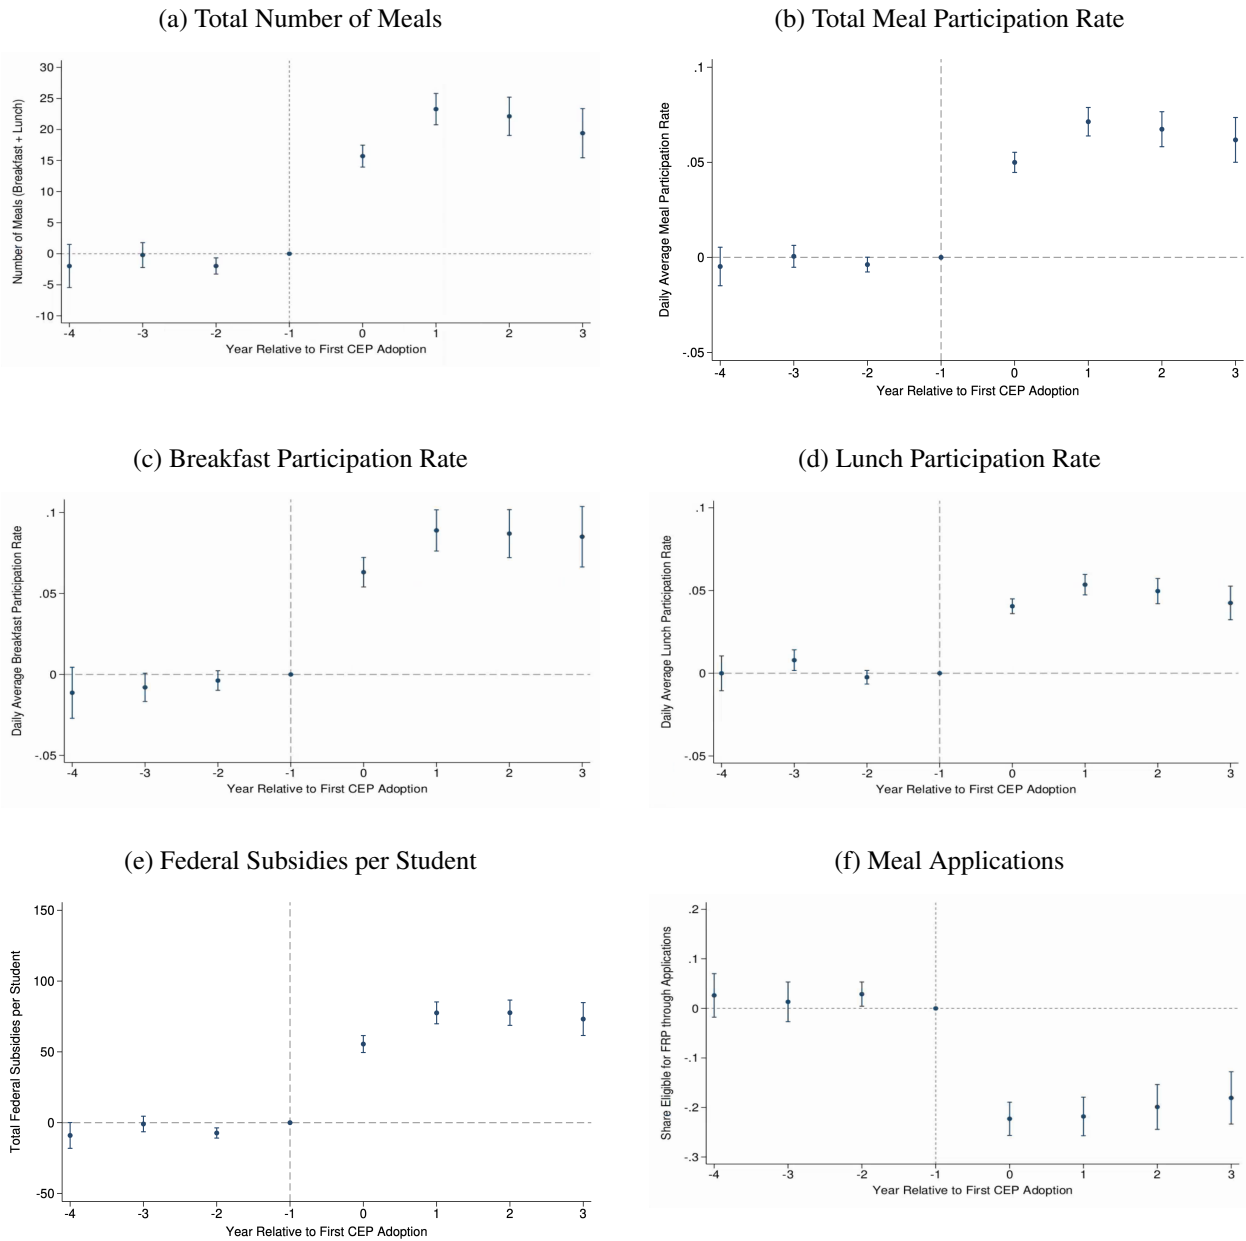 (a) Total Number of Meals
Number of Meals (Breakfast + Lunch)
30
25
20
15
10
5
0
-5
-10
-4 -3 -2 -1 0 1 2 3
Year Relative to First CEP Adoption
(b) Total Meal Participation Rate
Daily Average Meal Participation Rate
.1
.05
0
-.05
-4 -3 -2 -1 0 1 2 3
Year Relative to First CEP Adoption
(c) Breakfast Participation Rate
Daily Average Breakfast Participation Rate
.1
.05
0
-.05
-4 -3 -2 -1 0 1 2 3
Year Relative to First CEP Adoption
(d) Lunch Participation Rate
Daily Average Lunch Participation Rate
.1
.05
0
-.05
-4 -3 -2 -1 0 1 2 3
Year Relative to First CEP Adoption
(e) Federal Subsidies per Student
Total Federal Subsidies per Student
150
100
50
0
-50
-4 -3 -2 -1 0 1 2 3
Year Relative to First CEP Adoption
(f) Meal Applications
Share Eligible for FRP through Applications
.2
.1
0
-.1
-.2
-.3
-4 -3 -2 -1 0 1 2 3
Year Relative to First CEP Adoption